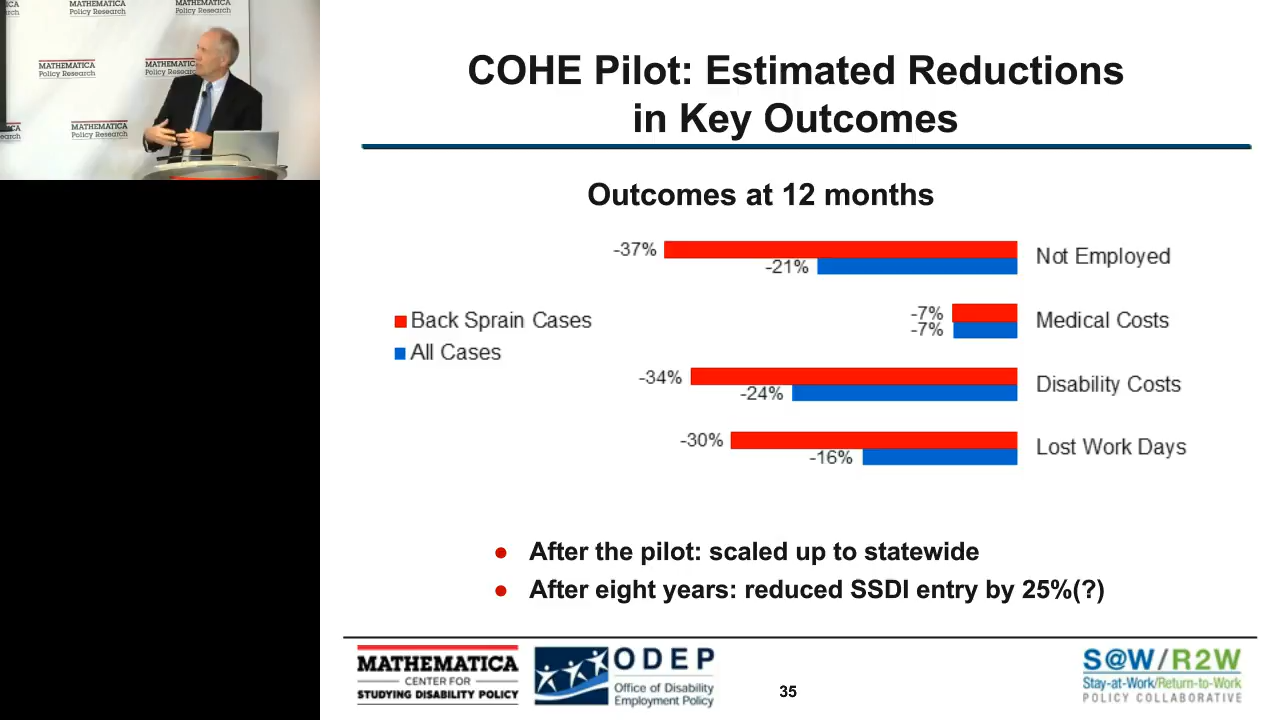 MATHEMATICA
Policy Research
MATHEMATICA
Policy Research
MATHEMATICA
Policy Research
MATHEMATICA
Policy Research
MATHEMATICA
Policy Research
COHE Pilot: Estimated Reductions
in Key Outcomes
Outcomes at 12 months
-37%
-21%
Not Employed
-7%
-7%
Medical Costs
Back Sprain Cases
All Cases
-34%
-24%
Disability Costs
-30%
-16%
Lost Work Days
● After the pilot: scaled up to statewide
● After eight years: reduced SSDI entry by 25%(?)
MATHEMATICA
CENTER FOR
STUDYING DISABILITY POLICY
ODEP
Office of Disability
Employment Policy
35
S@W/R2W
Stay-at-Work/Return-to-Work
POLICY COLLABORATIVE